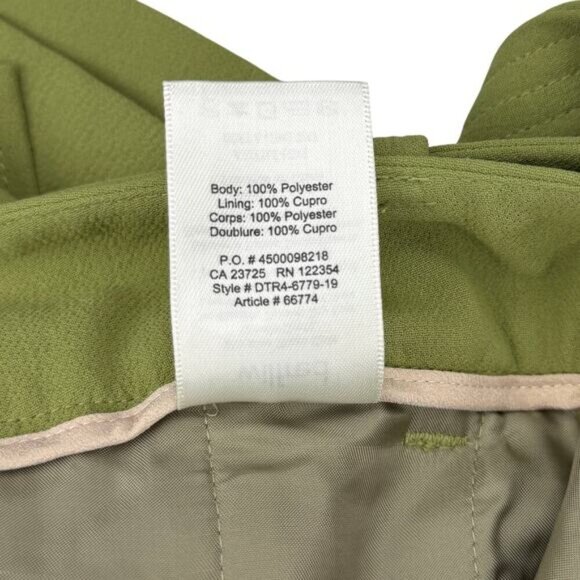 Body: 100% Polyester
Lining: 100% Cupro
Corps: 100% Polyester
Doublure: 100% Cupro
P.O. # 4500098218
CA 23725 RN 122354
Style # DTR4-6779-19
Article # 66774
wilfred